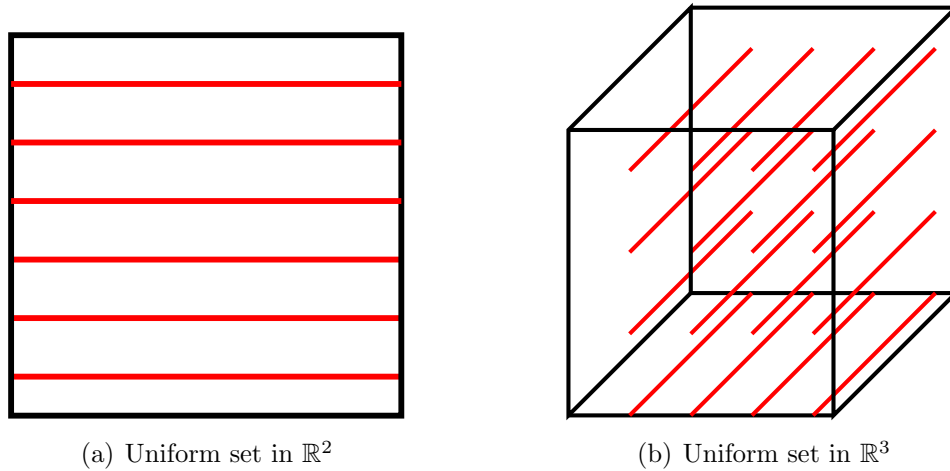 (a) Uniform set in ℝ²
(b) Uniform set in ℝ³